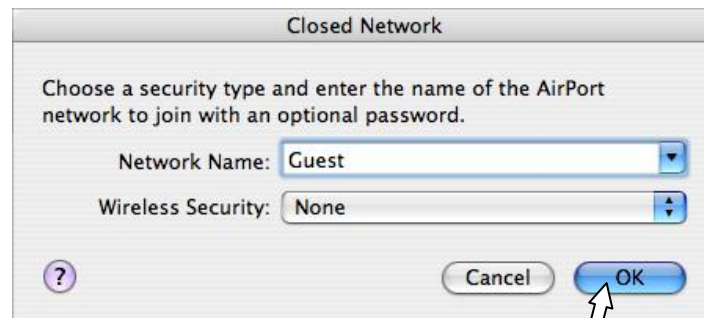 Closed Network
Choose a security type and enter the name of the AirPort
network to join with an optional password.
Network Name: Guest
Wireless Security: None
? Cancel OK